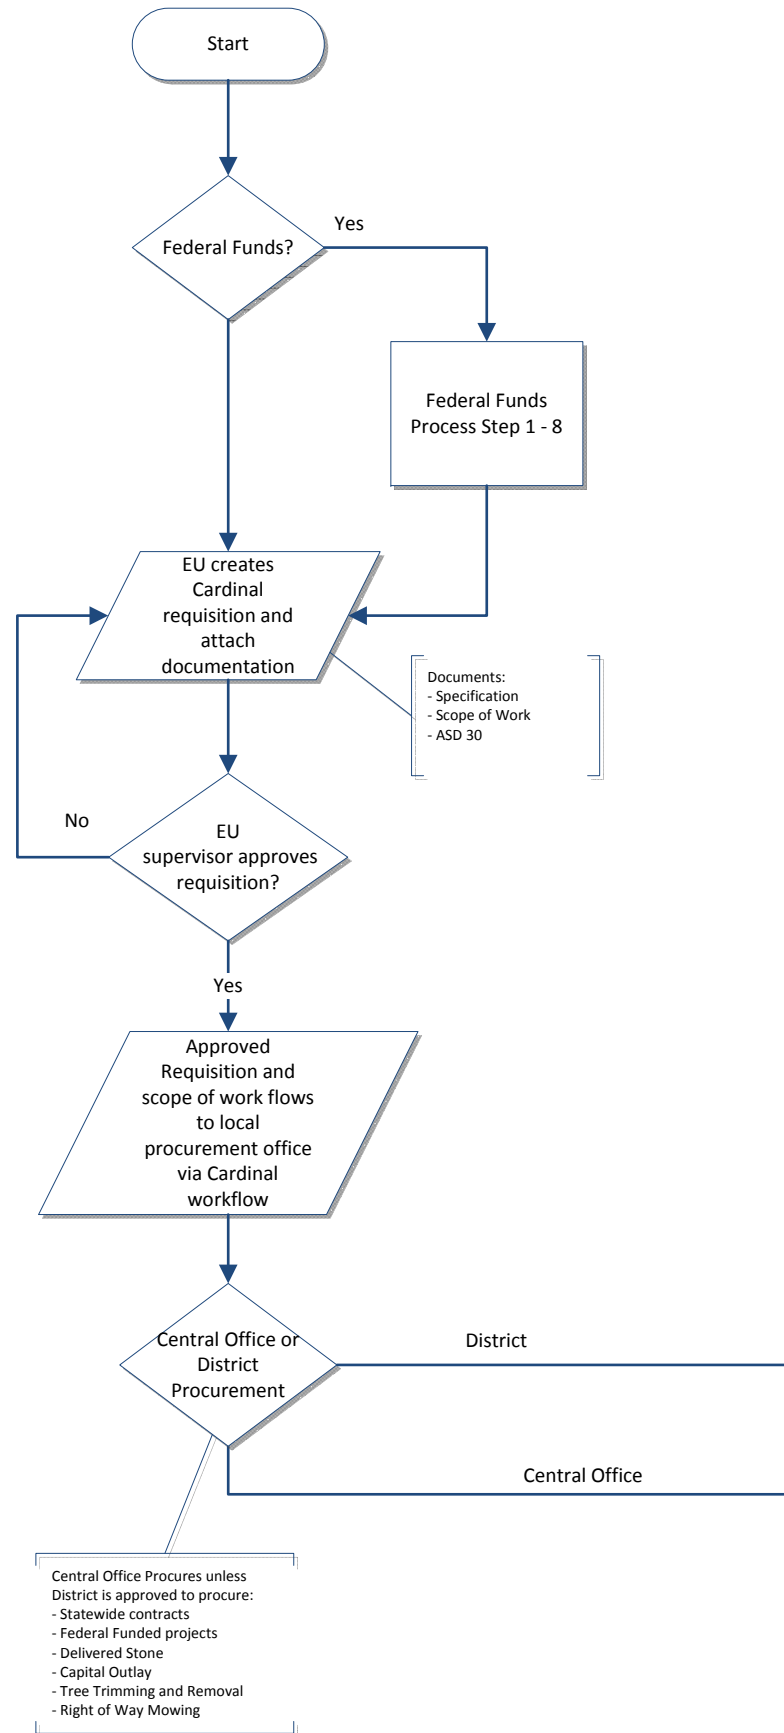 Start
Federal Funds?
Yes
Federal Funds
Process Step 1 - 8
EU creates
Cardinal
requisition and
attach
documentation
Documents:
- Specification
- Scope of Work
- ASD 30
No
EU
supervisor approves
requisition?
Yes
Approved
Requisition and
scope of work flows
to local
procurement office
via Cardinal
workflow
Central Office or
District
Procurement
District
Central Office
Central Office Procures unless
District is approved to procure:
- Statewide contracts
- Federal Funded projects
- Delivered Stone
- Capital Outlay
- Tree Trimming and Removal
- Right of Way Mowing